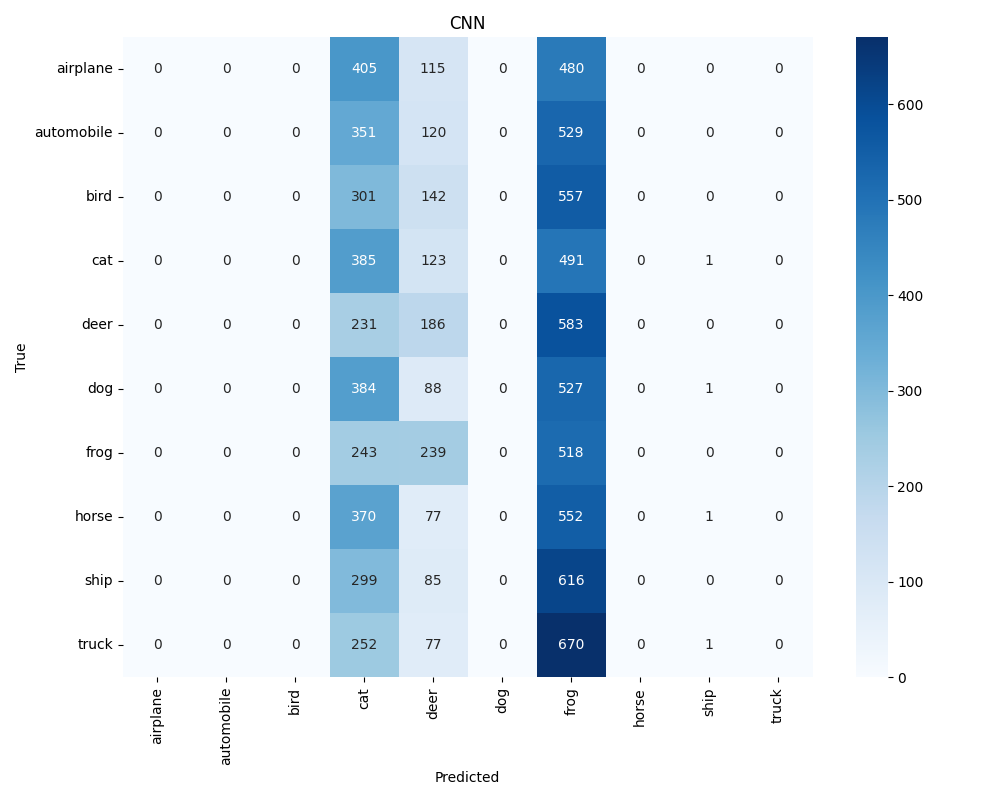 CNN
airplane 0 0 0 405 115 0 480 0 0 0
automobile 0 0 0 351 120 0 529 0 0 0
bird 0 0 0 301 142 0 557 0 0 0
cat 0 0 0 385 123 0 491 0 1 0
deer 0 0 0 231 186 0 583 0 0 0
dog 0 0 0 384 88 0 527 0 1 0
frog 0 0 0 243 239 0 518 0 0 0
horse 0 0 0 370 77 0 552 0 1 0
ship 0 0 0 299 85 0 616 0 0 0
truck 0 0 0 252 77 0 670 0 1 0
True
airplane automobile bird cat deer dog frog horse ship truck
Predicted
600
500
400
300
200
100
0